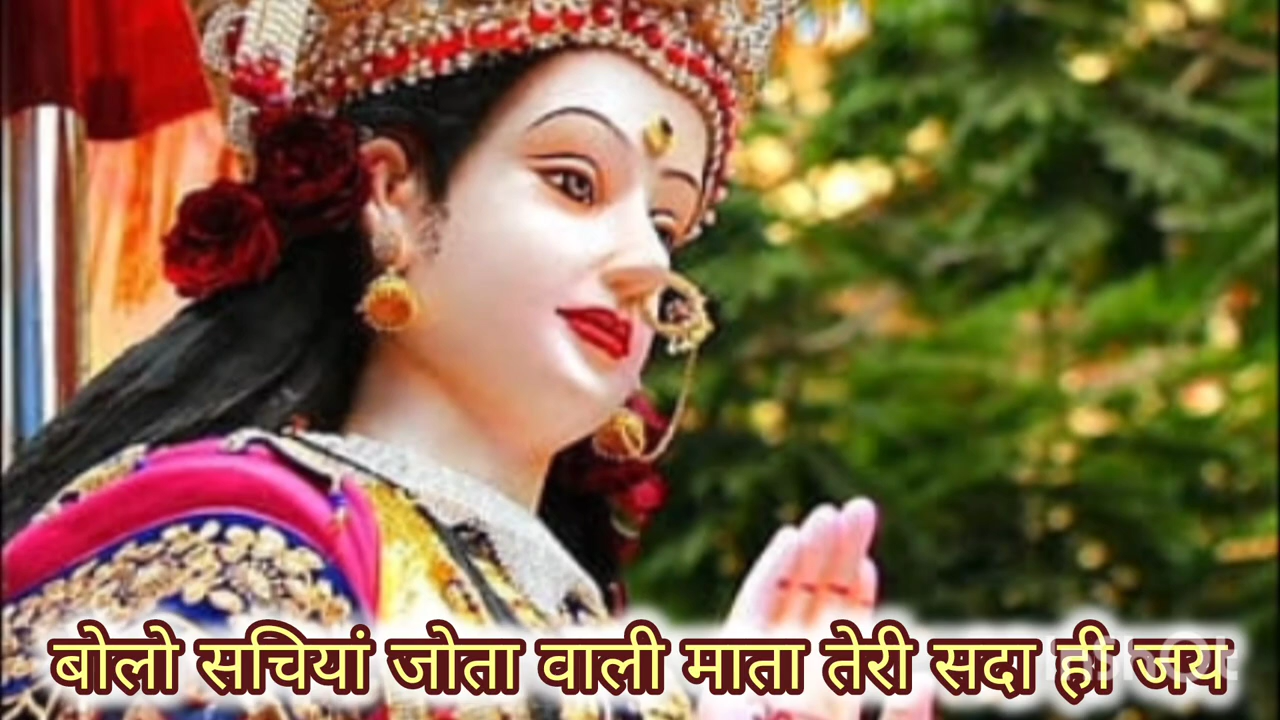 बोलो सचियां जोता वाली माता तेरी सदा ही जय